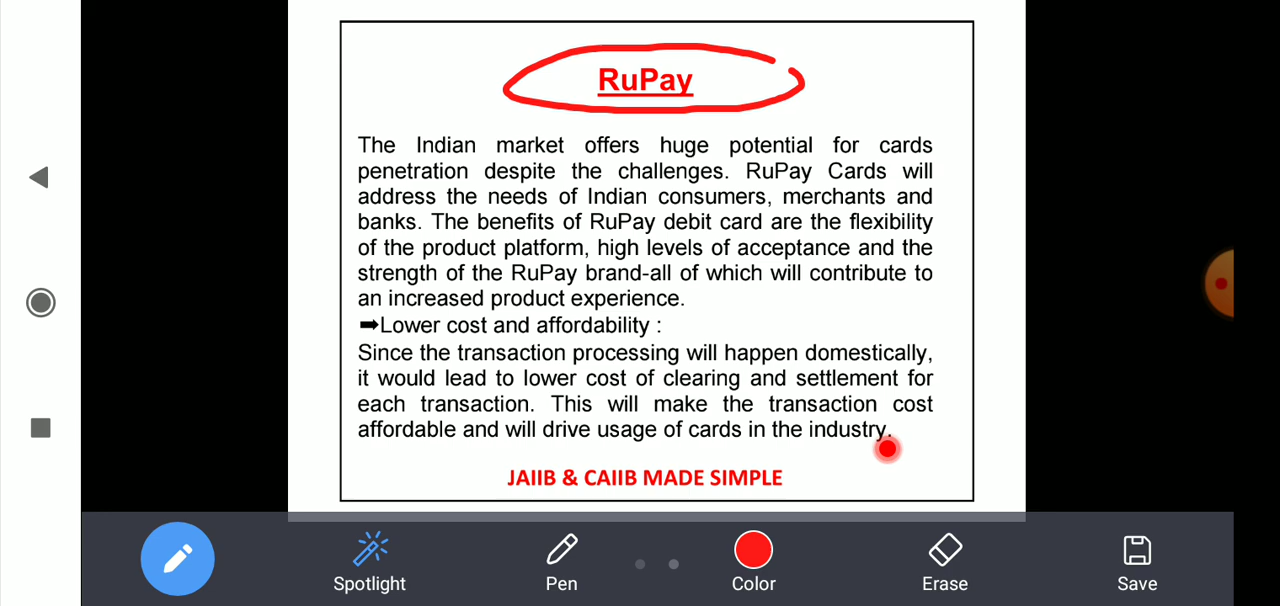 RuPay
The Indian market offers huge potential for cards
penetration despite the challenges. RuPay Cards will
address the needs of Indian consumers, merchants and
banks. The benefits of RuPay debit card are the flexibility
of the product platform, high levels of acceptance and the
strength of the RuPay brand-all of which will contribute to
an increased product experience.
➡Lower cost and affordability :
Since the transaction processing will happen domestically,
it would lead to lower cost of clearing and settlement for
each transaction. This will make the transaction cost
affordable and will drive usage of cards in the industry.
JAIIB & CAIIB MADE SIMPLE
Spotlight Pen Color Erase Save